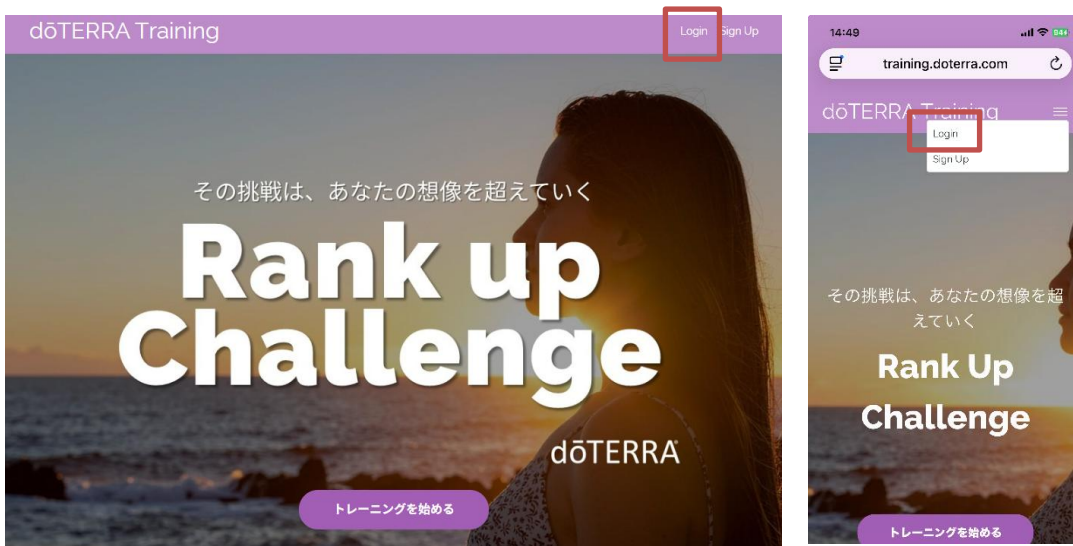 dōTERRA Training
Login
Sign Up
その挑戦は、あなたの想像を超えていく
Rank up
Challenge
dōTERRA
トレーニングを始める
14:49
training.doterra.com
dōTERRA Training
Login
Sign Up
その挑戦は、あなたの想像を超
えていく
Rank Up
Challenge
トレーニングを始める